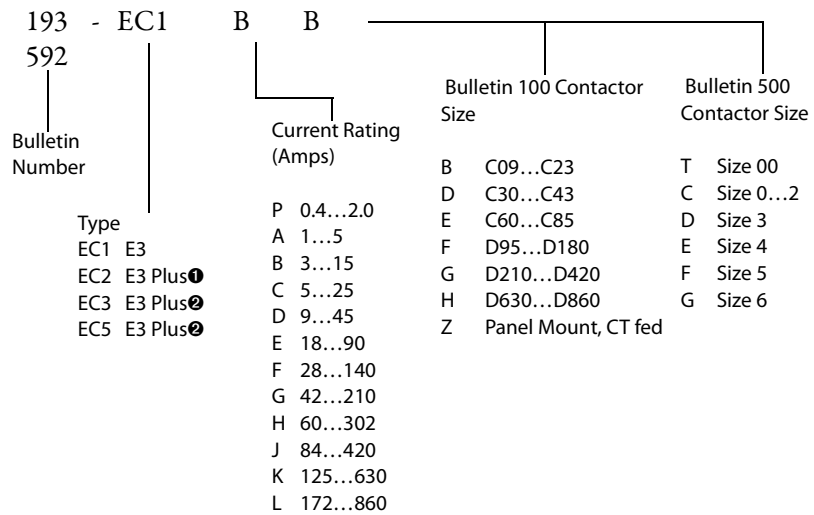 193 - EC1 B B
592
Bulletin
Number
Type
EC1 E3
EC2 E3 Plus❶
EC3 E3 Plus❷
EC5 E3 Plus❷
Current Rating
(Amps)
P 0.4…2.0
A 1…5
B 3…15
C 5…25
D 9…45
E 18…90
F 28…140
G 42…210
H 60…302
J 84…420
K 125…630
L 172…860
Bulletin 100 Contactor
Size
B C09…C23
D C30…C43
E C60…C85
F D95…D180
G D210…D420
H D630…D860
Z Panel Mount, CT fed
Bulletin 500
Contactor Size
T Size 00
C Size 0…2
D Size 3
E Size 4
F Size 5
G Size 6